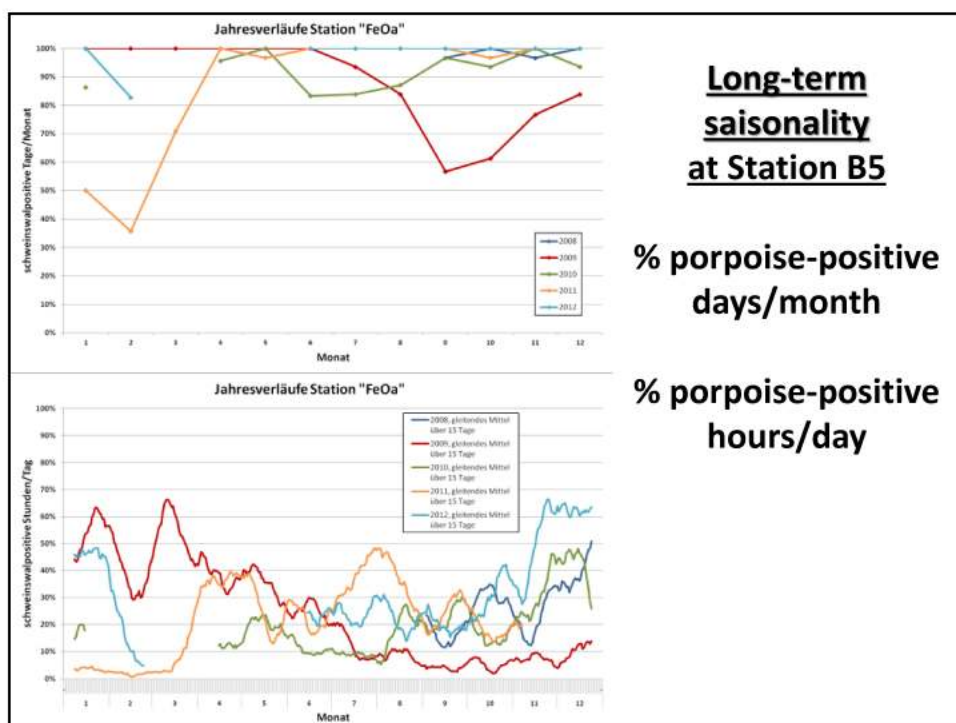 Jahresverläufe Station "FeOa"
schweinswalpositive Tage/Monat
100%
90%
80%
70%
60%
50%
40%
30%
20%
10%
0%
1 2 3 4 5 6 7 8 9 10 11 12
Monat
2008
2009
2010
2011
2012
Jahresverläufe Station "FeOa"
schweinswalpositive Stunden/Tag
100%
90%
80%
70%
60%
50%
40%
30%
20%
10%
0%
1 2 3 4 5 6 7 8 9 10 11 12
Monat
2008, gleitendes Mittel
über 15 Tage
2009, gleitendes Mittel
über 15 Tage
2010, gleitendes Mittel
über 15 Tage
2011, gleitendes Mittel
über 15 Tage
2012, gleitendes Mittel
über 15 Tage
Long-term
saisonality
at Station B5
% porpoise-positive
days/month
% porpoise-positive
hours/day